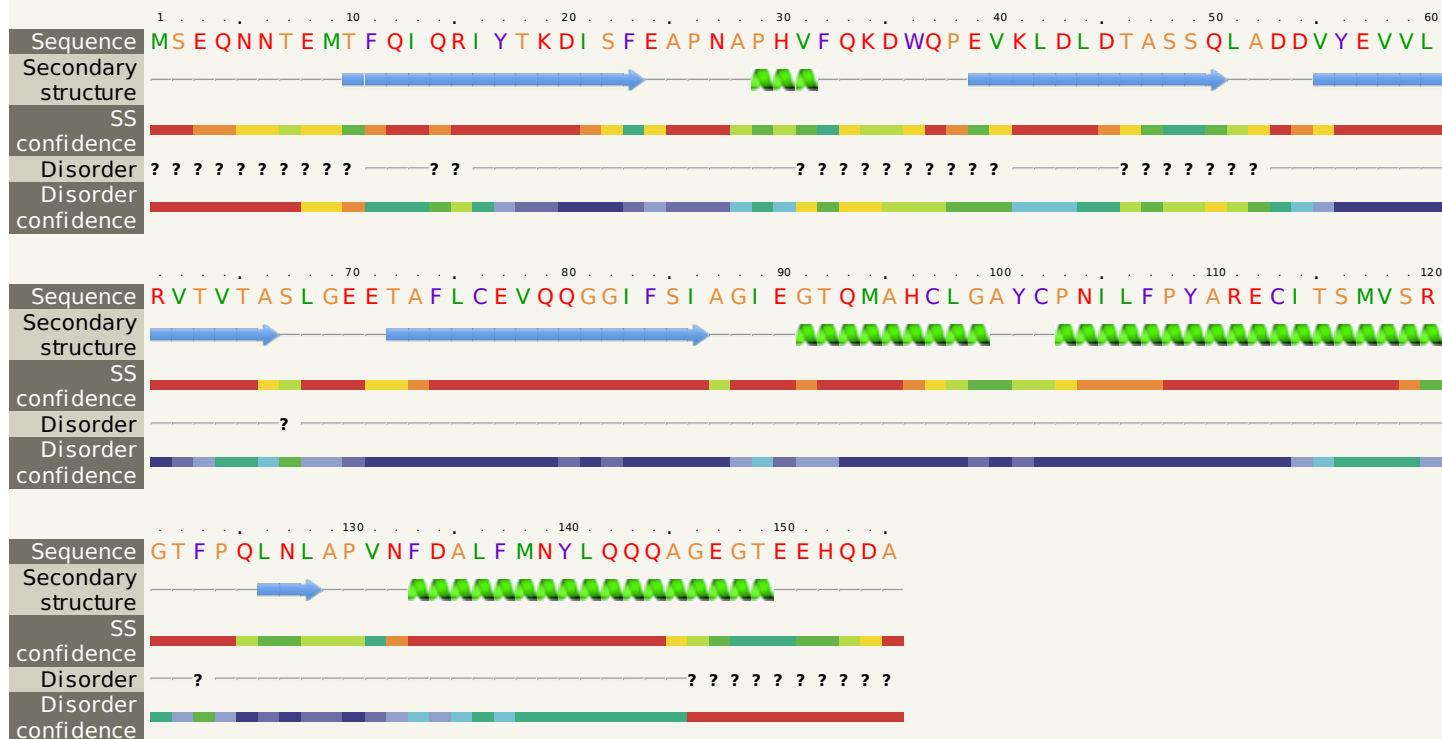 1 10 20 30 40 50 60
Sequence MSEQNNTEMTFQIQRIYTKDISFEAPNAPHVFQKDWQPEVKLDLDTASSQLADDVYEVVL
Secondary
structure
SS
confidence
Disorder ? ? ? ? ? ? ? ? ? ? ? ? ? ? ? ? ? ? ? ? ? ? ? ? ? ? ? ? ?
Disorder
confidence
70 80 90 100 110 120
Sequence RVTVTASLGEETAFLCEVQQGGIFSIAGIEGTQMAHCLGAYCPNILFPYARECITSMVSR
Secondary
structure
SS
confidence
Disorder ?
Disorder
confidence
130 140 150
Sequence GTFPQLNLAPVNFDALFMNYLQQQAGEGTEEHQDA
Secondary
structure
SS
confidence
Disorder ? ? ? ? ? ? ? ? ? ? ?
Disorder
confidence